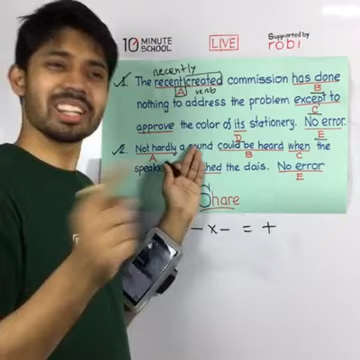 10 MINUTE SCHOOL
LIVE
Supported by
robi
recently
1. The recent created commission has done
A verb B
nothing to address the problem except to
C
approve the color of its stationery. No error.
D E
2. Not hardly a sound could be heard when the
A B C
the dais. No error
E
Share
- x - = +